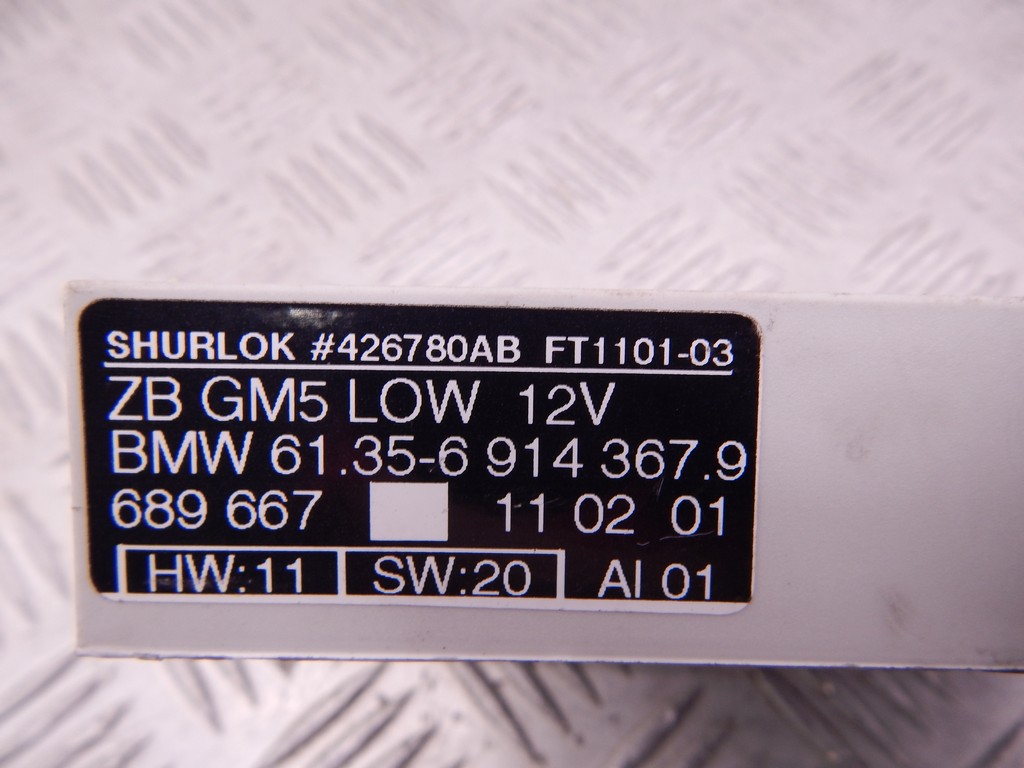 SHURLOK #426780AB FT1101-03
ZB GM5 LOW 12V
BMW 61.35-6 914 367.9
689 667 11 02 01
HW:11 SW:20 AI 01